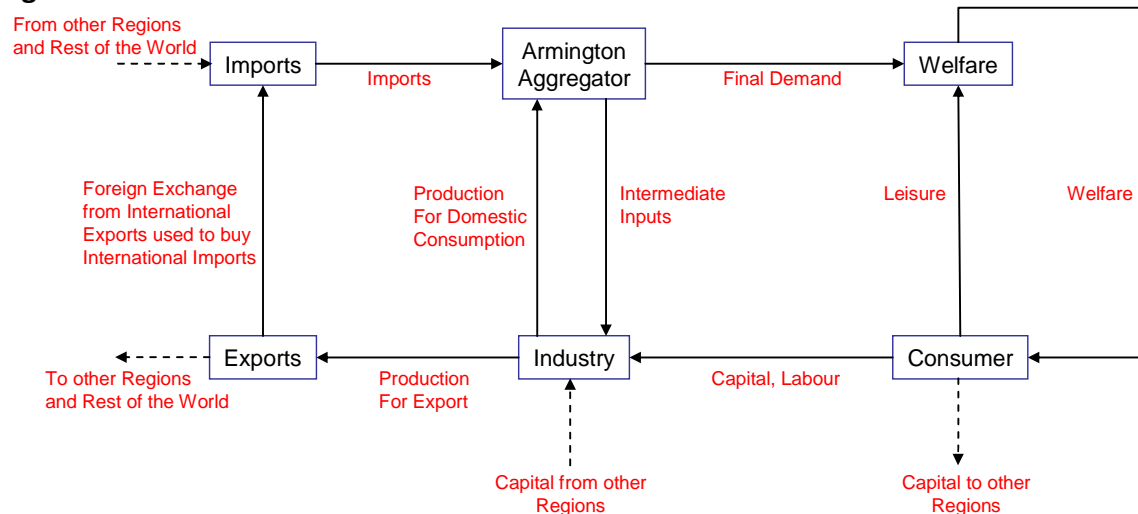 From other Regions
and Rest of the World
Imports
Imports
Armington
Aggregator
Final Demand
Welfare
Foreign Exchange
from International
Exports used to buy
International Imports
Production
For Domestic
Consumption
Intermediate
Inputs
Leisure
Welfare
Exports
Industry
Consumer
To other Regions
and Rest of the World
Production
For Export
Capital, Labour
Capital from other
Regions
Capital to other
Regions